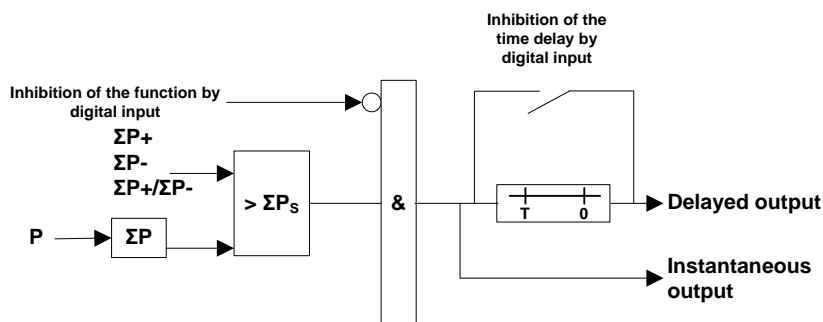 Inhibition of the
time delay by
digital input
Inhibition of the function by
digital input
ΣP+
ΣP-
ΣP+/ΣP-
> ΣPS
&
P
ΣP
T 0
Delayed output
Instantaneous
output